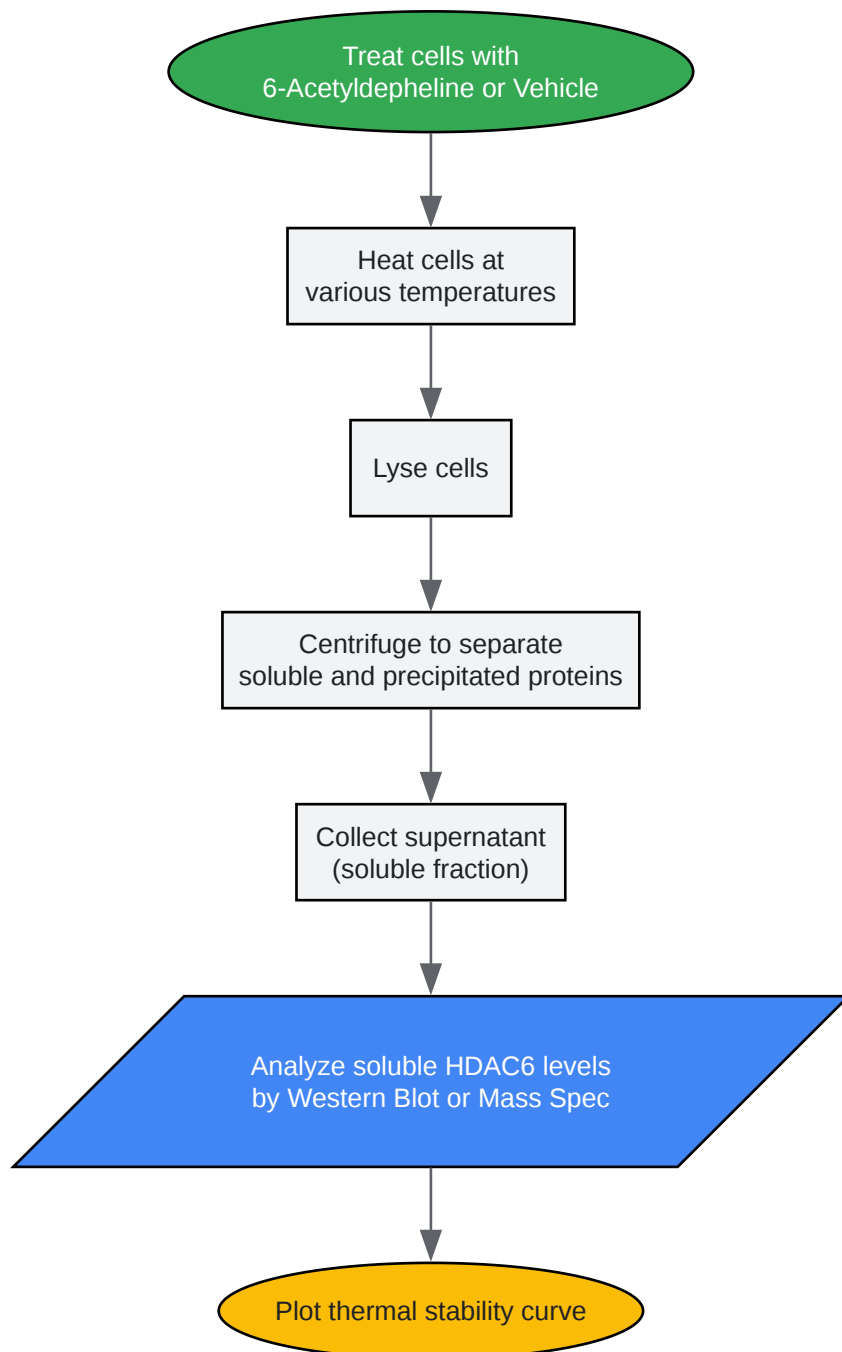 Treat cells with
6-Acetyldepheline or Vehicle
Heat cells at
various temperatures
Lyse cells
Centrifuge to separate
soluble and precipitated proteins
Collect supernatant
(soluble fraction)
Analyze soluble HDAC6 levels
by Western Blot or Mass Spec
Plot thermal stability curve